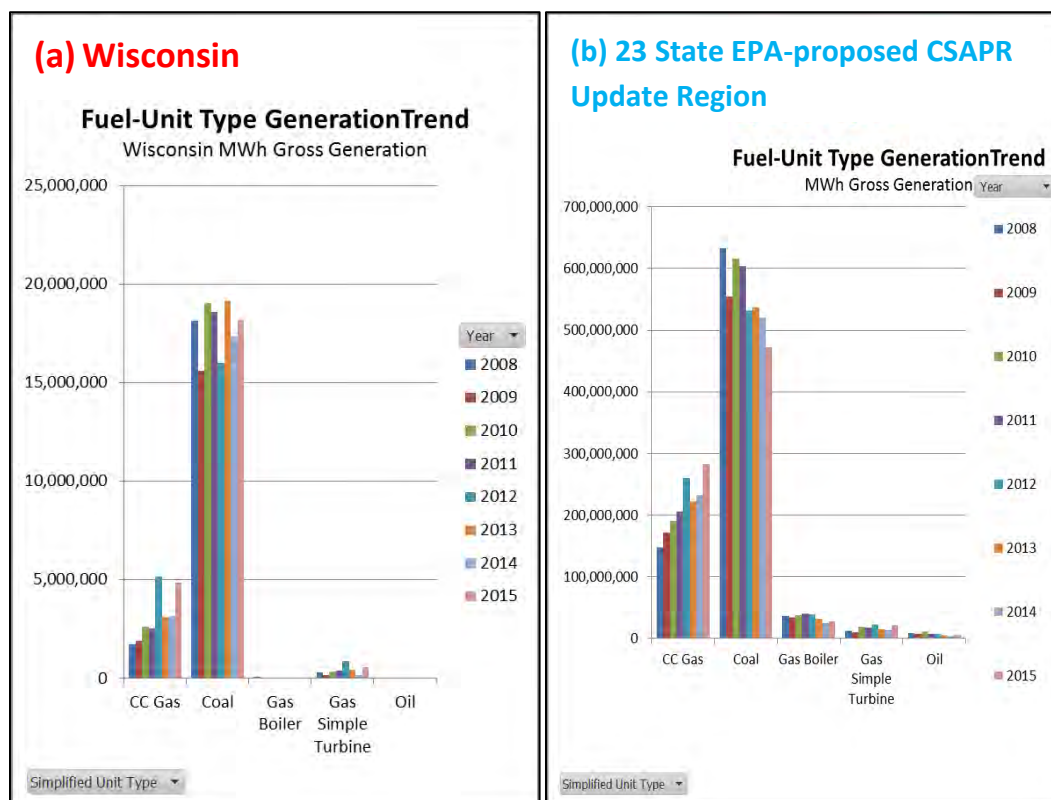 (a) Wisconsin
Fuel-Unit Type GenerationTrend
Wisconsin MWh Gross Generation
25,000,000
20,000,000
15,000,000
10,000,000
5,000,000
0
CC Gas
Coal
Gas
Boiler
Gas
Simple
Turbine
Oil
Year
2008
2009
2010
2011
2012
2013
2014
2015
Simplified Unit Type
(b) 23 State EPA-proposed CSAPR
Update Region
Fuel-Unit Type GenerationTrend
MWh Gross Generation
Year
700,000,000
600,000,000
500,000,000
400,000,000
300,000,000
200,000,000
100,000,000
0
CC Gas
Coal
Gas Boiler
Gas
Simple
Turbine
Oil
2008
2009
2010
2011
2012
2013
2014
2015
Simplified Unit Type